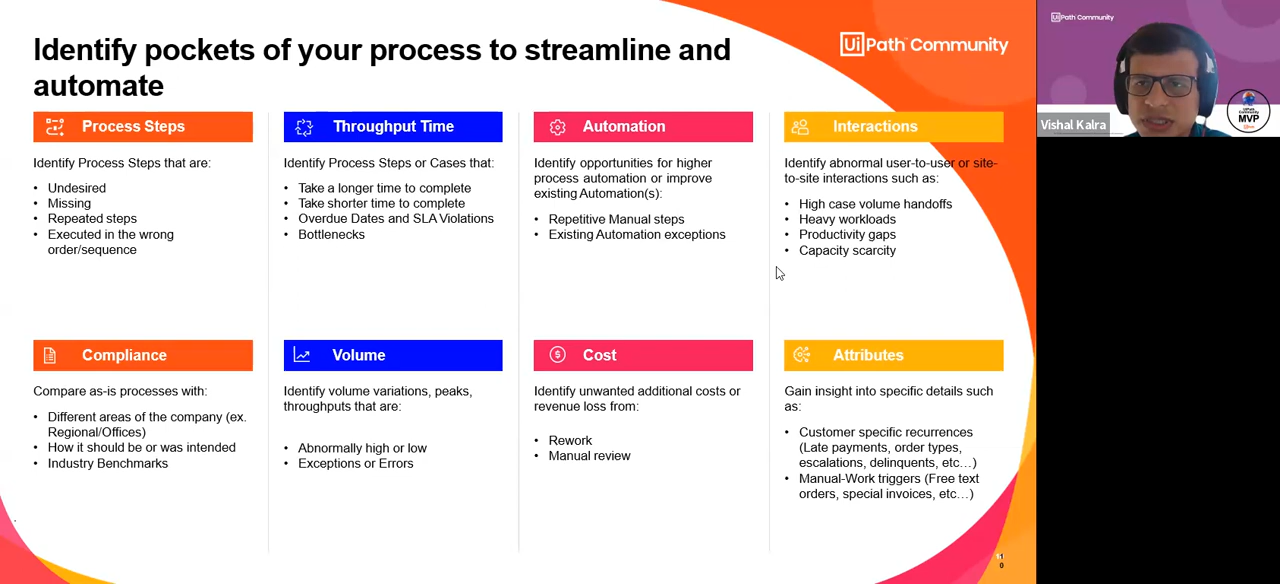 Identify pockets of your process to streamline and
automate
UiPath Community
Process Steps
Identify Process Steps that are:
• Undesired
• Missing
• Repeated steps
• Executed in the wrong
order/sequence
Throughput Time
Identify Process Steps or Cases that:
• Take a longer time to complete
• Take shorter time to complete
• Overdue Dates and SLA Violations
• Bottlenecks
Automation
Identify opportunities for higher
process automation or improve
existing Automation(s):
• Repetitive Manual steps
• Existing Automation exceptions
Interactions
Identify abnormal user-to-user or site-
to-site interactions such as:
• High case volume handoffs
• Heavy workloads
• Productivity gaps
• Capacity scarcity
Compliance
Compare as-is processes with:
• Different areas of the company (ex.
Regional/Offices)
• How it should be or was intended
• Industry Benchmarks
Volume
Identify volume variations, peaks,
throughputs that are:
• Abnormally high or low
• Exceptions or Errors
Cost
Identify unwanted additional costs or
revenue loss from:
• Rework
• Manual review
Attributes
Gain insight into specific details such
as:
• Customer specific recurrences
(Late payments, order types,
escalations, delinquents, etc…)
• Manual-Work triggers (Free text
orders, special invoices, etc…)
UiPath Community
MVP
Vishal Kalra